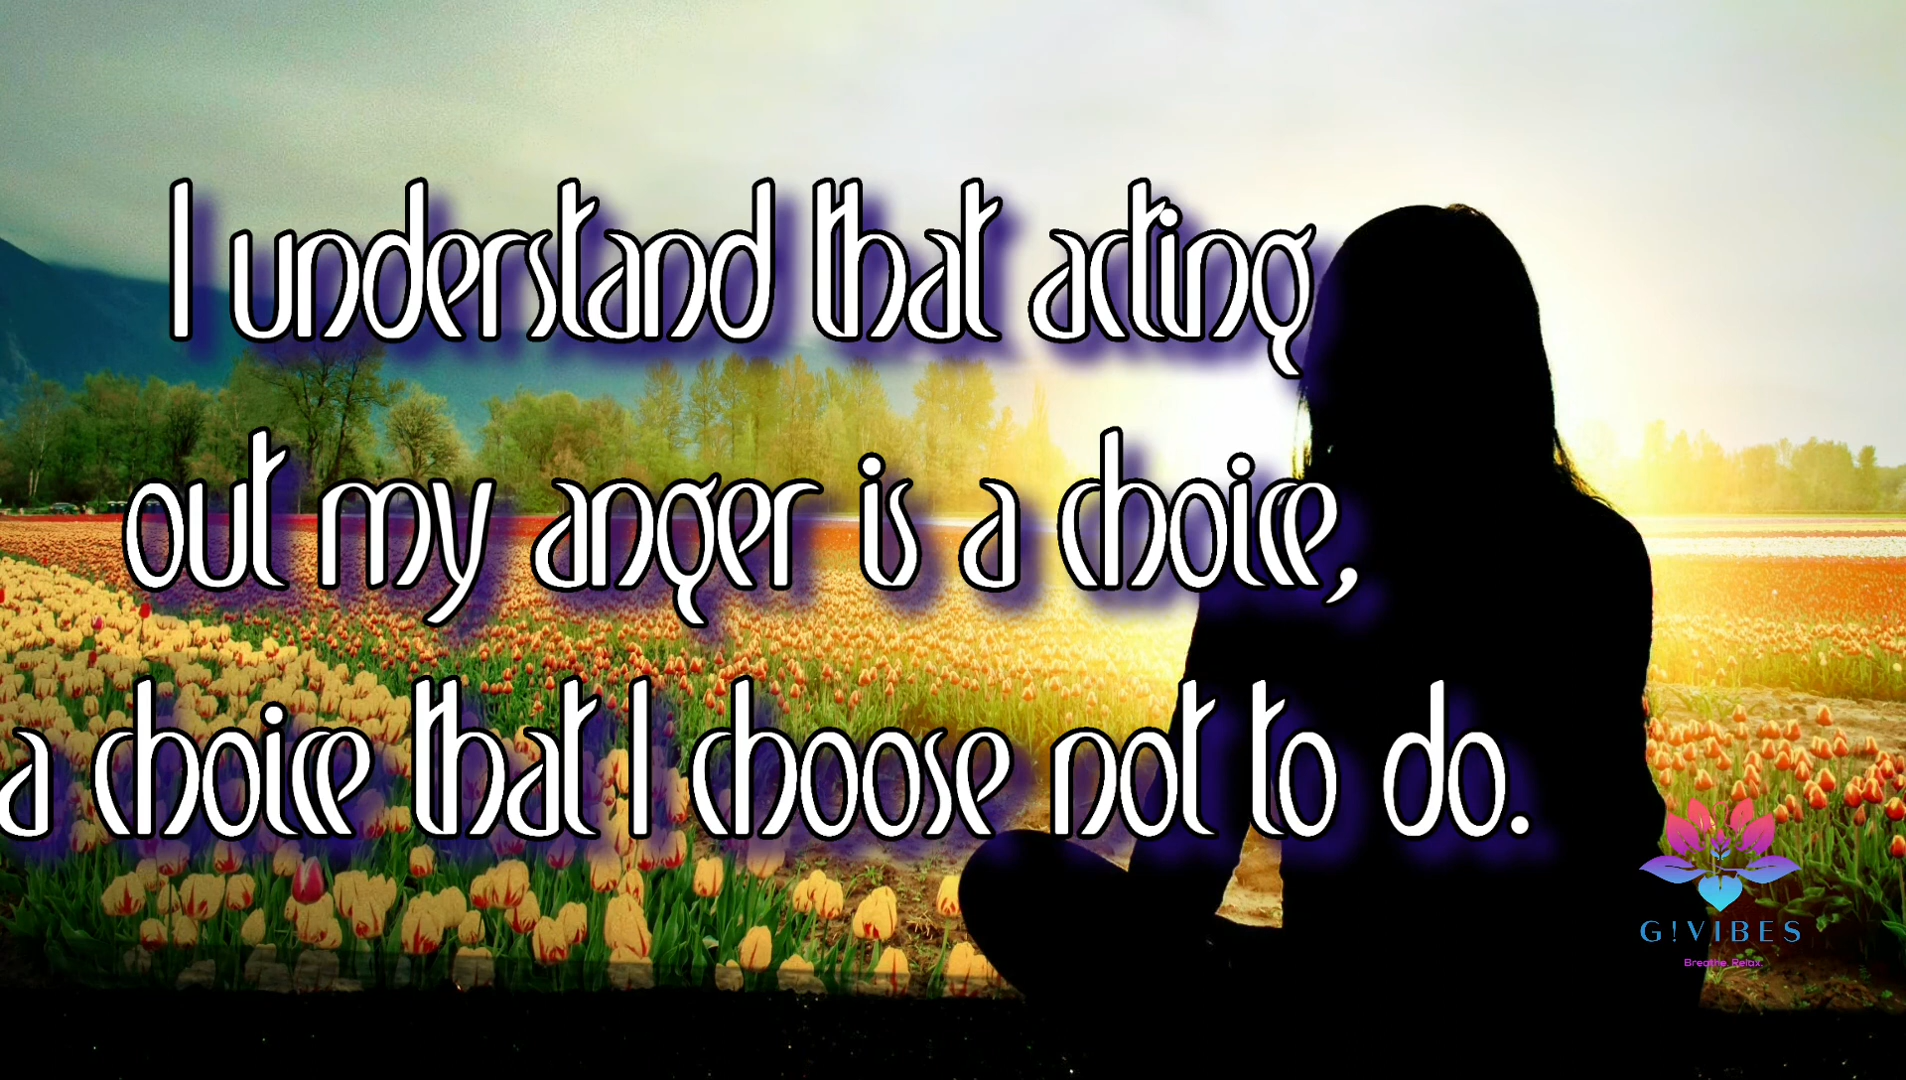 I understand that acting
out my anger is a choice,
a choice that I choose not to do.
G!VIBES
Breathe. Relax.